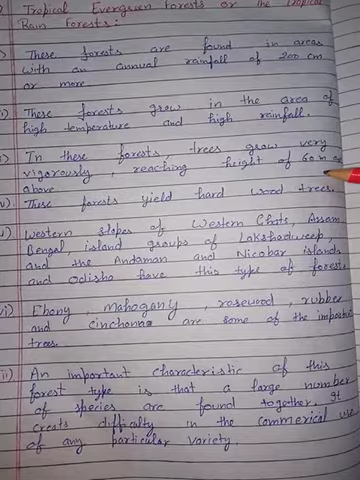 Tropical Evergreen Forests or the Tropical
Rain Forests:
These forests are found in areas
with an annual rainfall of 200 cm
or more
i) These forests grow in the area of
high temperature and high rainfall.
In these forests trees grow very
vigorously, reaching height of 60 m or
above
v) These forests yield hard wood trees.
Western slopes of Western Ghats, Assam
Bengal, island groups of Lakshadweep,
and the Andaman and Nicobar islands
and Odisha have this type of forest.
vi) Ebony, mahogany, rosewood, rubber
and cinchonna are some of the important
trees.
ii) An important characteristic of this
forest type is that a large number
of species are found together. It
creats difficulty in the commerical use
of any particular variety.